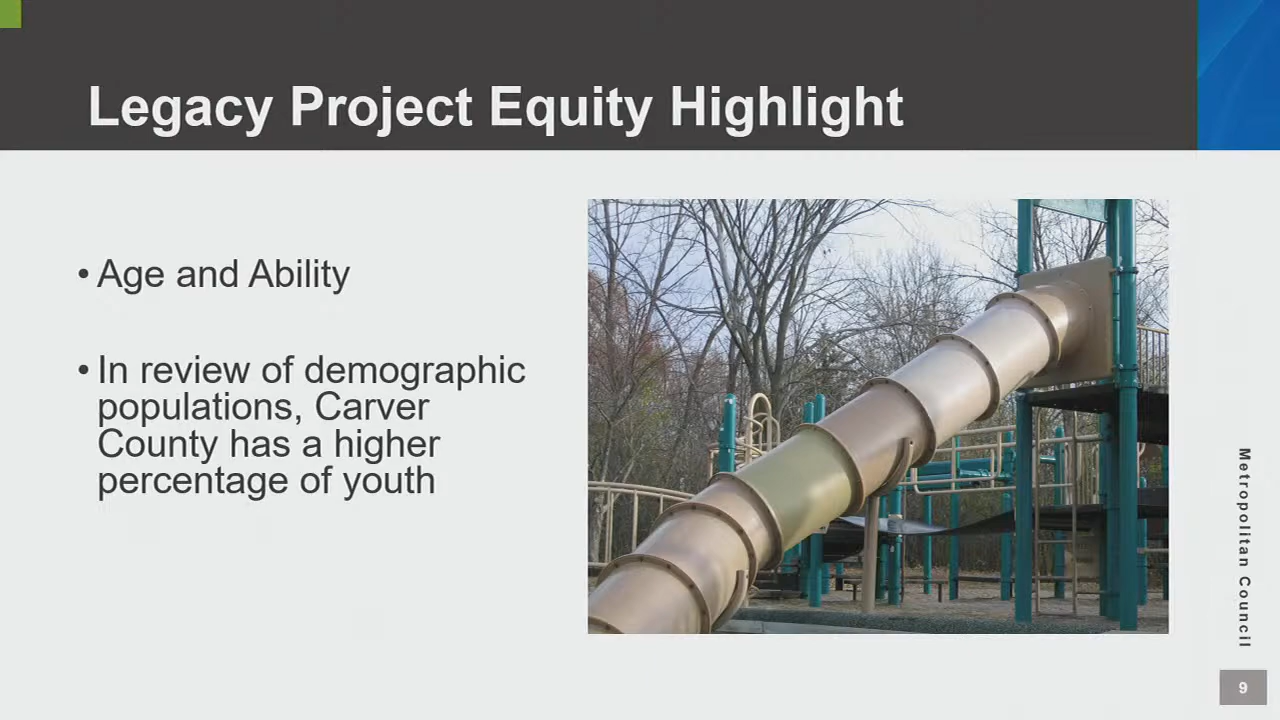 Legacy Project Equity Highlight
• Age and Ability
• In review of demographic
populations, Carver
County has a higher
percentage of youth
Metropolitan Council
9